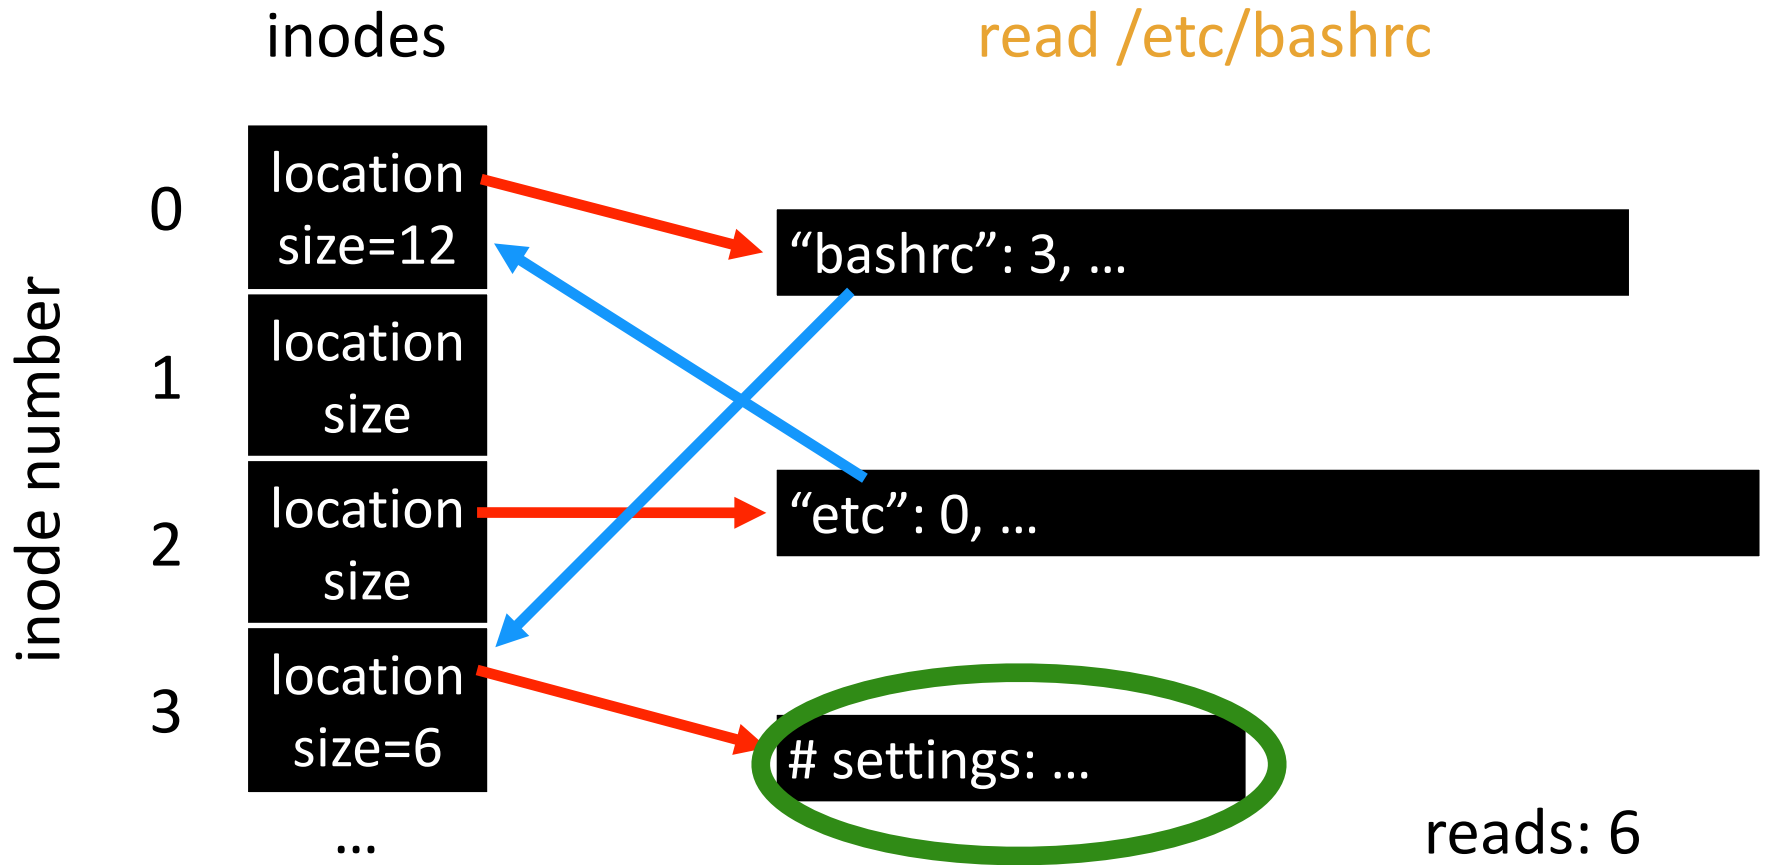 inodes
read /etc/bashrc
inode number
0
location
size=12
“bashrc”: 3, …
1
location
size
2
location
size
“etc”: 0, …
3
location
size=6
# settings: …
…
reads: 6